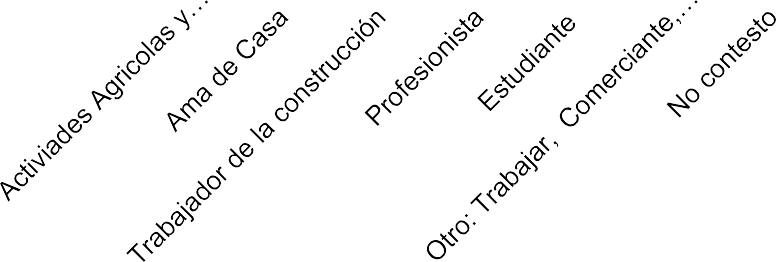 Activiades Agricolas y...
Ama de Casa
Trabajador de la construcción
Profesionista
Estudiante
Otro: Trabajar, Comerciante,...
No contesto